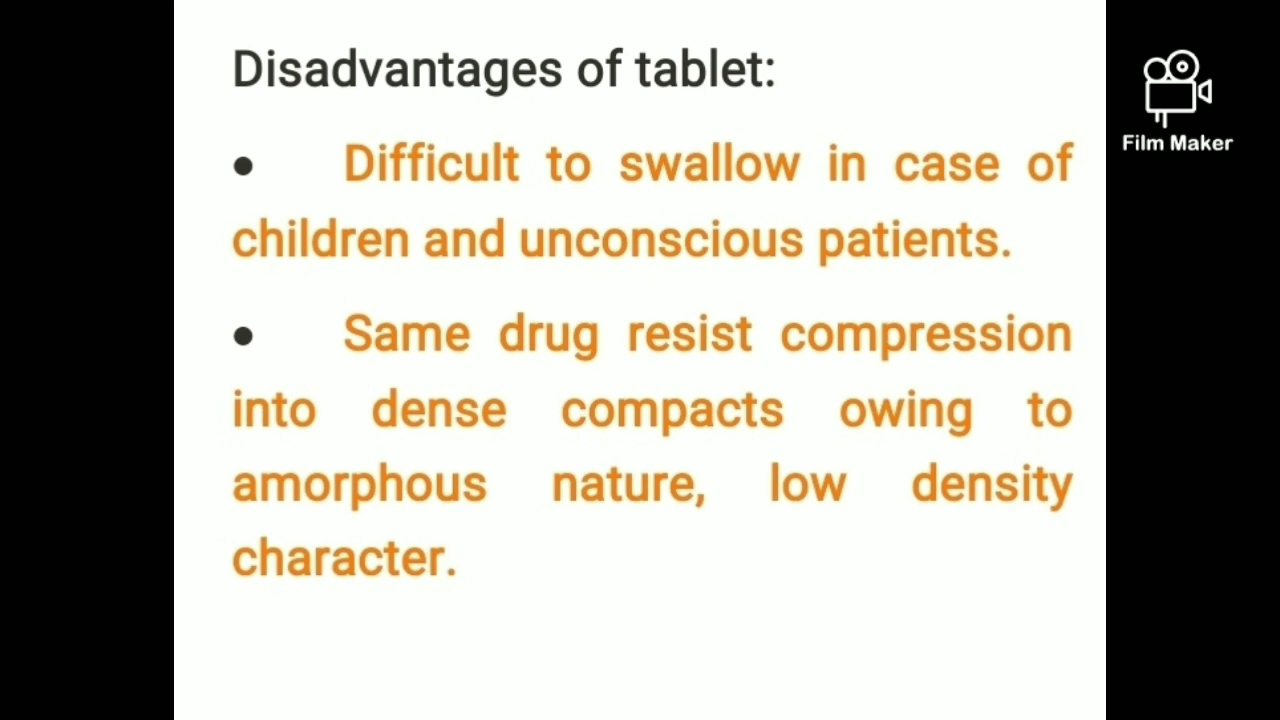 Disadvantages of tablet:
• Difficult to swallow in case of
children and unconscious patients.
• Same drug resist compression
into dense compacts owing to
amorphous nature, low density
character.
Film Maker